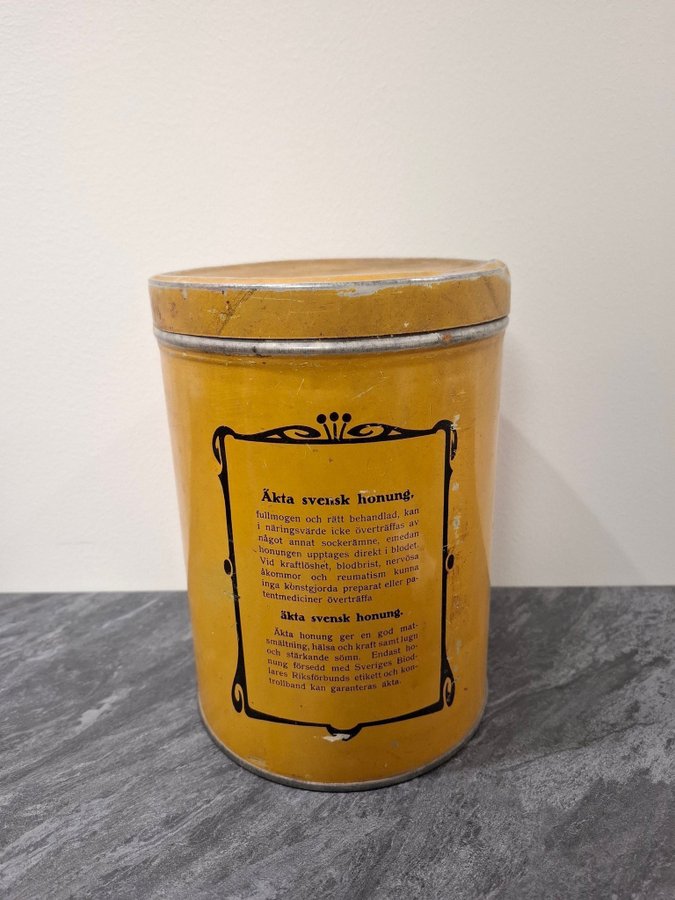 Äkta svensk honung,
fullmogen och rätt behandlad, kan
i näringsvärde icke överträffas av
något annat sockerämne, emedan
honungen upptages direkt i blodet.
Vid kraftlöshet, blodbrist, nervösa
åkommor och reumatism kunna
inga konstgjorda preparat eller pa-
tentmediciner överträffa
äkta svensk honung.
Äkta honung ger en god mat-
smältning, hälsa och kraft samt lugn
och stärkande sömn. Endast ho-
nung försedd med Sveriges Biod-
lares Riksförbunds etikett och kon-
trollband kan garanteras äkta.